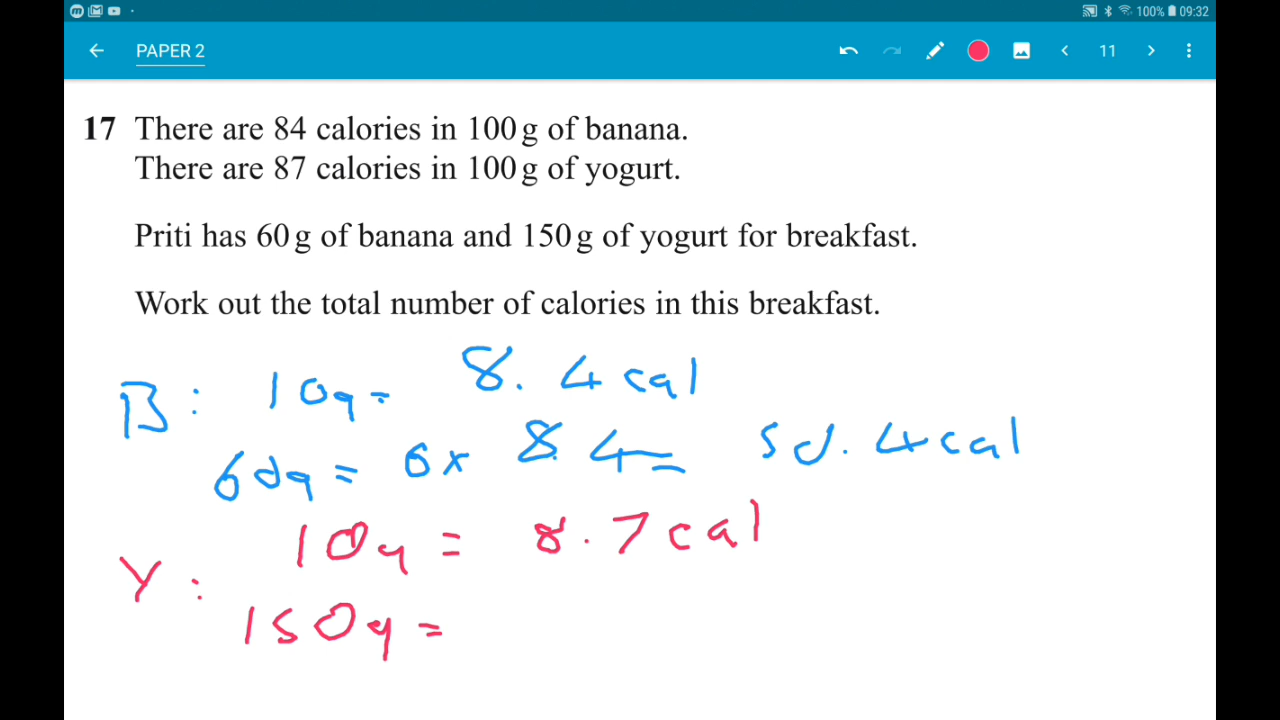 100% 09:32
PAPER 2
11
17 There are 84 calories in 100 g of banana.
There are 87 calories in 100 g of yogurt.
Priti has 60 g of banana and 150 g of yogurt for breakfast.
Work out the total number of calories in this breakfast.
B: 10g = 8.4 cal
60g = 6 x 8.4 = 50.4 cal
Y: 10g = 8.7 cal
150g =